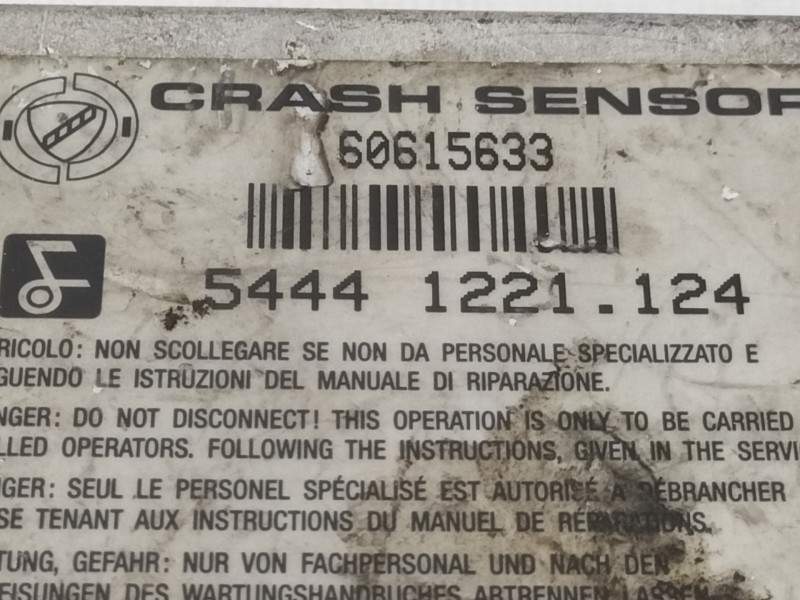 CRASH SENSOR
60615633
5444 1221.124
RICOLO: NON SCOLLEGARE SE NON DA PERSONALE SPECIALIZZATO E
GUENDO LE ISTRUZIONI DEL MANUALE DI RIPARAZIONE.
NGER: DO NOT DISCONNECT! THIS OPERATION IS ONLY TO BE CARRIED
LLED OPERATORS. FOLLOWING THE INSTRUCTIONS, GIVEN IN THE SERVI
NGER: SEUL LE PERSONEL SPÉCIALISÉ EST AUTORISÉ A DÉBRANCHER
SE TENANT AUX INSTRUCTIONS DU MANUEL DE RÉPARATIONS.
TUNG, GEFAHR: NUR VON FACHPERSONAL UND NACH DEN
EISUNGEN DES WARTUNGSHANDBUCHES ABTRENNEN LASSEN